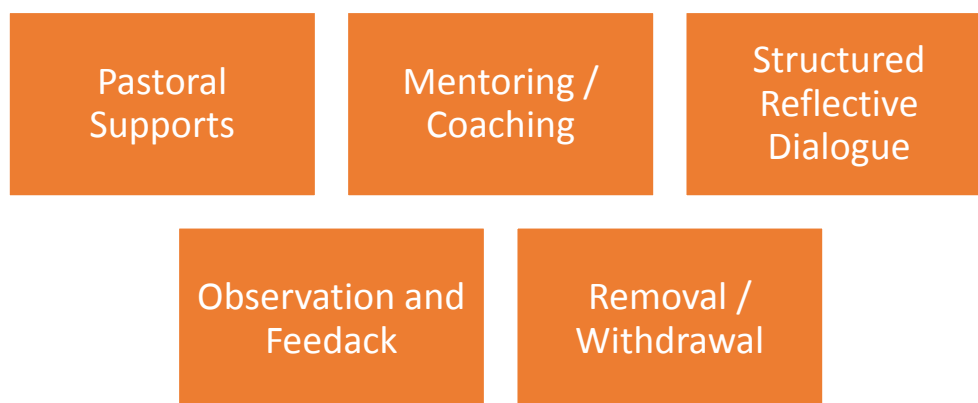 Pastoral
Supports
Mentoring /
Coaching
Structured
Reflective
Dialogue
Observation and
Feedack
Removal /
Withdrawal